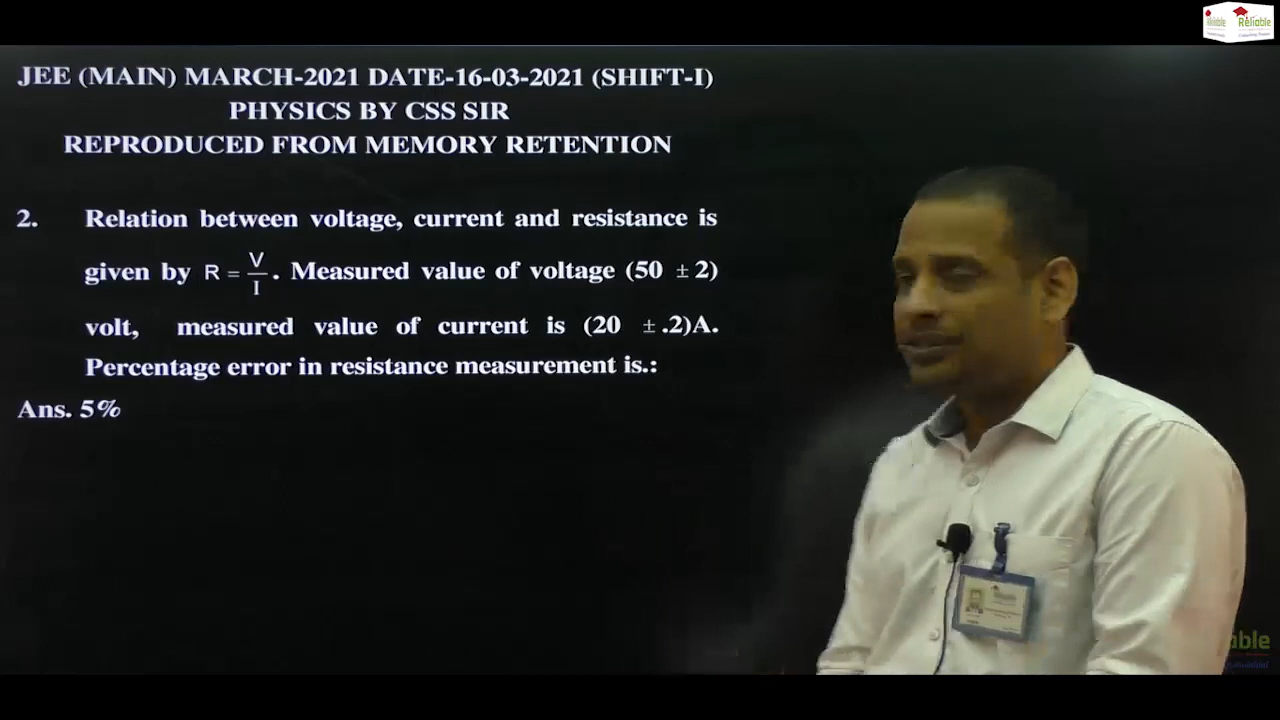 Reliable
JEE (MAIN) MARCH-2021 DATE-16-03-2021 (SHIFT-I)
PHYSICS BY CSS SIR
REPRODUCED FROM MEMORY RETENTION
2. Relation between voltage, current and resistance is
given by R = V/I. Measured value of voltage (50 ± 2)
volt, measured value of current is (20 ± .2)A.
Percentage error in resistance measurement is.:
Ans. 5%
able